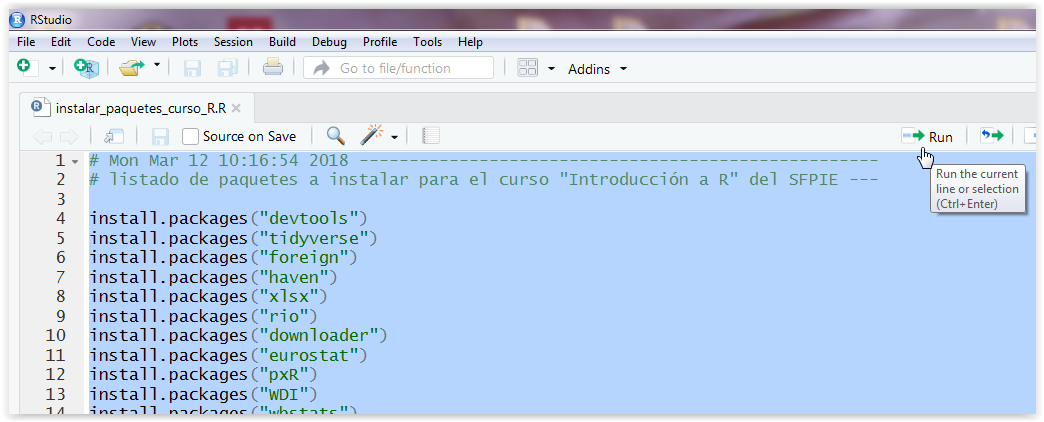 RStudio
File Edit Code View Plots Session Build Debug Profile Tools Help
Go to file/function Addins
instalar_paquetes_curso_R.R
Source on Save Run
1 # Mon Mar 12 10:16:54 2018 ----------------------------------------------------
2 # listado de paquetes a instalar para el curso "Introducción a R" del SFPIE ---
3
4 install.packages("devtools")
5 install.packages("tidyverse")
6 install.packages("foreign")
7 install.packages("haven")
8 install.packages("xlsx")
9 install.packages("rio")
10 install.packages("downloader")
11 install.packages("eurostat")
12 install.packages("pxR")
13 install.packages("WDI")
14 install.packages("wbstats")
Run the current
line or selection
(Ctrl+Enter)